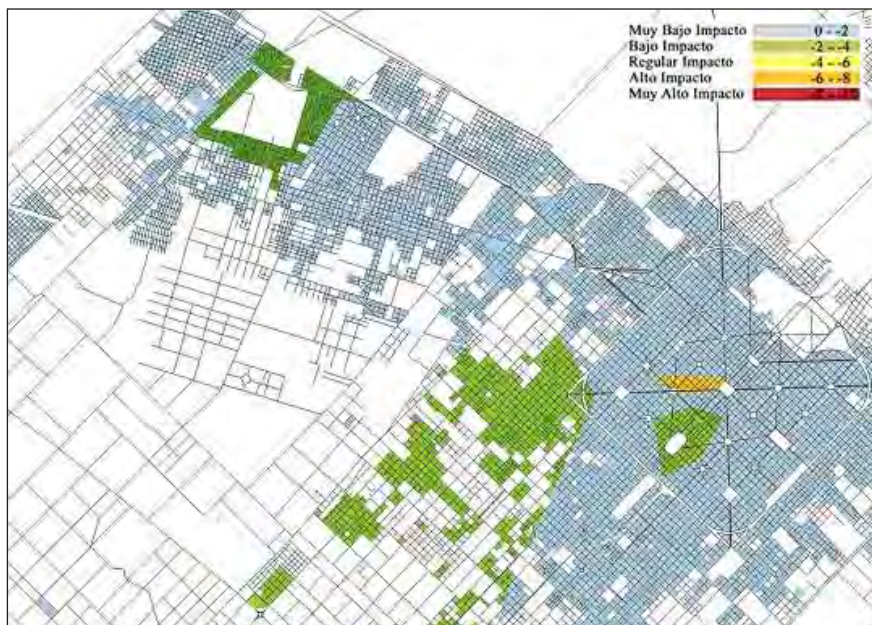 Muy Bajo Impacto 0 - -2
Bajo Impacto -2 - -4
Regular Impacto -4 - -6
Alto Impacto -6 - -8
Muy Alto Impacto